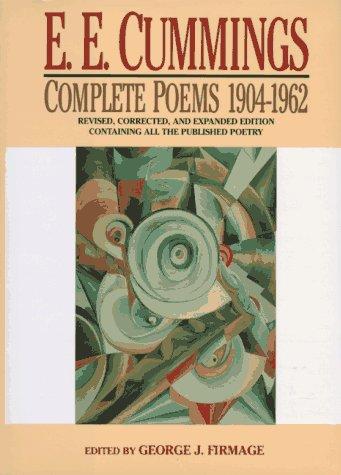 E. E. CUMMINGS
COMPLETE POEMS 1904-1962
REVISED, CORRECTED, AND EXPANDED EDITION
CONTAINING ALL THE PUBLISHED POETRY
EDITED BY GEORGE J. FIRMAGE